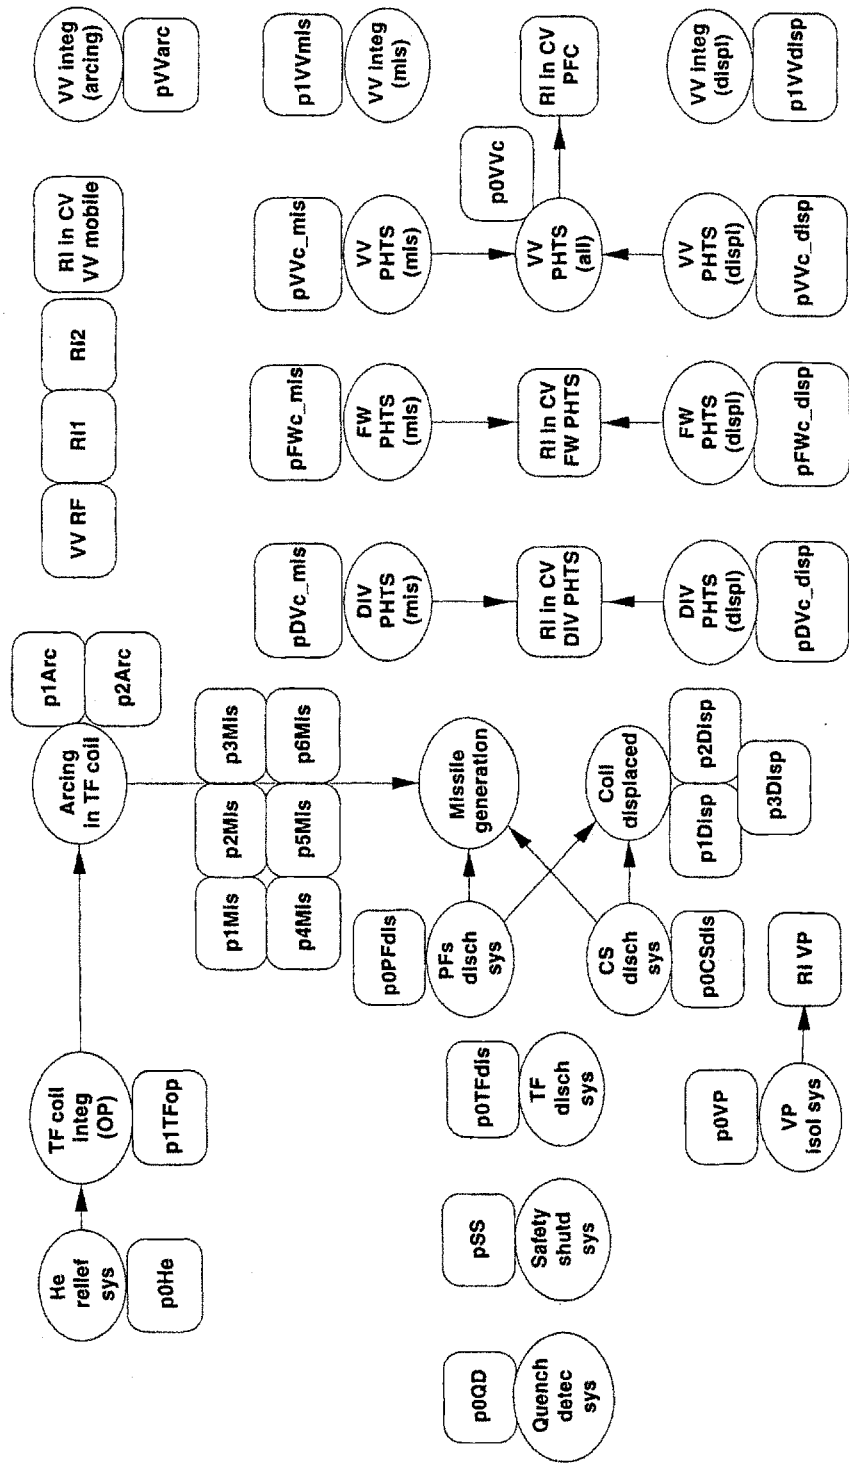 He
relief
sys
p0He
TF coil
integ
(OP)
p1TFop
Arcing
in TF coil
p1Arc
p2Arc
VV RF
RI1
RI2
RI in CV
VV mobile
VV integ
(arcing)
pVVarc
p1Mis
p2Mis
p3Mis
p4Mis
p5Mis
p6Mis
pDVc_mis
DIV
PHTS
(mis)
pFWc_mis
FW
PHTS
(mis)
pVVc_mis
VV
PHTS
(mis)
p1VVmis
VV integ
(mis)
p0QD
Quench
detec
sys
pSS
Safety
shutd
sys
p0TFdis
TF
disch
sys
p0PFdis
PFs
disch
sys
Missile
generation
CS
disch
sys
p0CSdis
Coil
displaced
p1Disp
p2Disp
p3Disp
RI in CV
DIV PHTS
RI in CV
FW PHTS
p0VVc
VV
PHTS
(all)
RI in CV
PFC
p0VP
VP
isol sys
RI VP
DIV
PHTS
(displ)
pDVc_disp
FW
PHTS
(displ)
pFWc_disp
VV
PHTS
(displ)
pVVc_disp
VV integ
(displ)
p1VVdisp